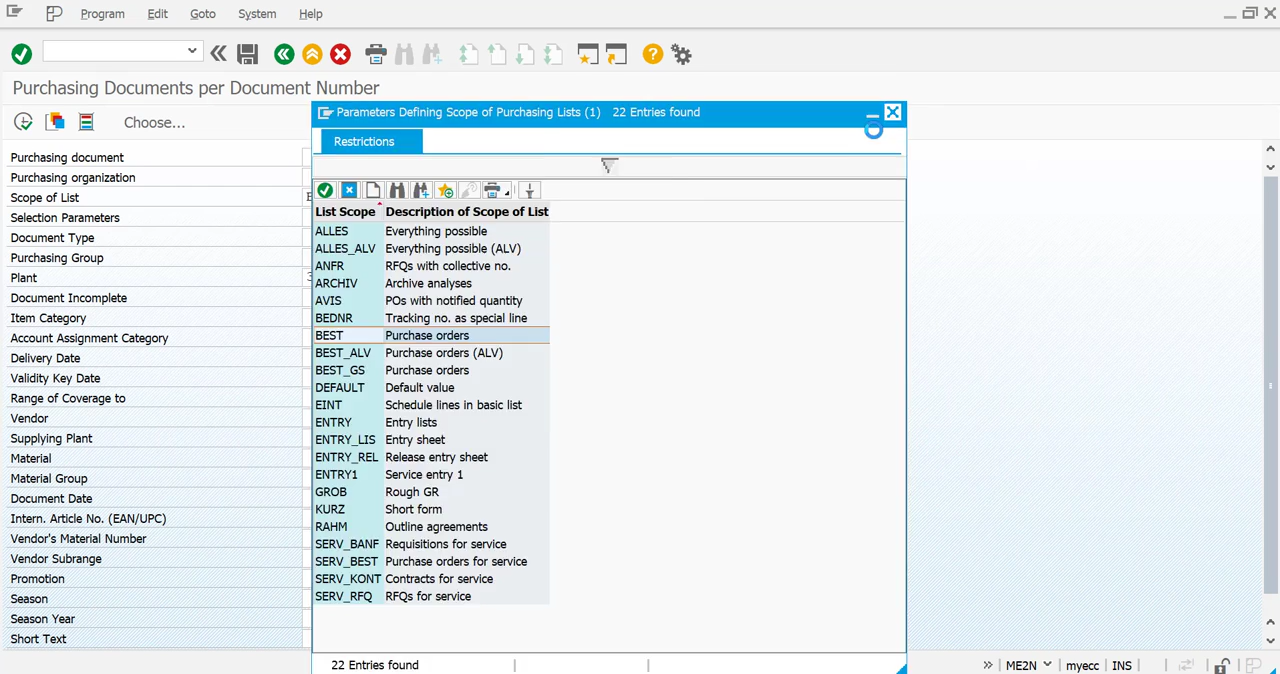 Program Edit Goto System Help
Purchasing Documents per Document Number
Choose...
Parameters Defining Scope of Purchasing Lists (1) 22 Entries found
Restrictions
List Scope Description of Scope of List
ALLES Everything possible
ALLES_ALV Everything possible (ALV)
ANFR RFQs with collective no.
ARCHIV Archive analyses
AVIS POs with notified quantity
BEDNR Tracking no. as special line
BEST Purchase orders
BEST_ALV Purchase orders (ALV)
BEST_GS Purchase orders
DEFAULT Default value
EINT Schedule lines in basic list
ENTRY Entry lists
ENTRY_LIS Entry sheet
ENTRY_REL Release entry sheet
ENTRY1 Service entry 1
GROB Rough GR
KURZ Short form
RAHM Outline agreements
SERV_BANF Requisitions for service
SERV_BEST Purchase orders for service
SERV_KONT Contracts for service
SERV_RFQ RFQs for service
22 Entries found
Purchasing document
Purchasing organization
Scope of List
Selection Parameters
Document Type
Purchasing Group
Plant
Document Incomplete
Item Category
Account Assignment Category
Delivery Date
Validity Key Date
Range of Coverage to
Vendor
Supplying Plant
Material
Material Group
Document Date
Intern. Article No. (EAN/UPC)
Vendor's Material Number
Vendor Subrange
Promotion
Season
Season Year
Short Text
ME2N myecc INS